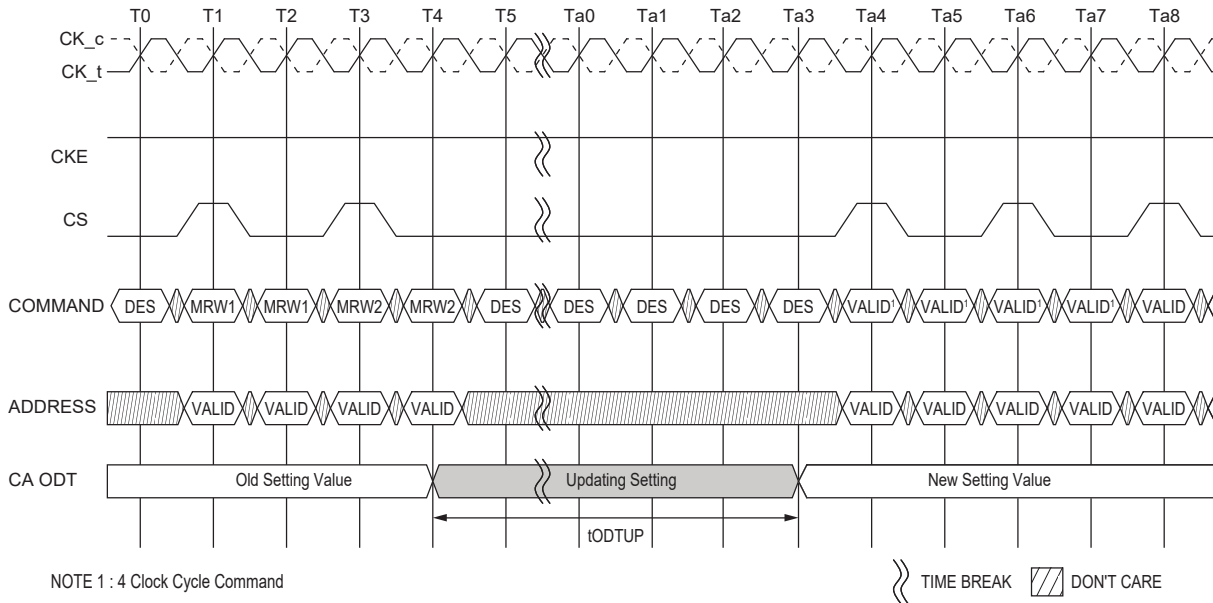 T0 T1 T2 T3 T4 T5 Ta0 Ta1 Ta2 Ta3 Ta4 Ta5 Ta6 Ta7 Ta8
CK_c
CK_t
CKE
CS
COMMAND DES MRW1 MRW1 MRW2 MRW2 DES DES DES DES DES VALID¹ VALID¹ VALID¹ VALID¹ VALID
ADDRESS VALID VALID VALID VALID VALID VALID VALID VALID VALID
CA ODT Old Setting Value Updating Setting New Setting Value
tODTUP
NOTE 1 : 4 Clock Cycle Command TIME BREAK DON'T CARE